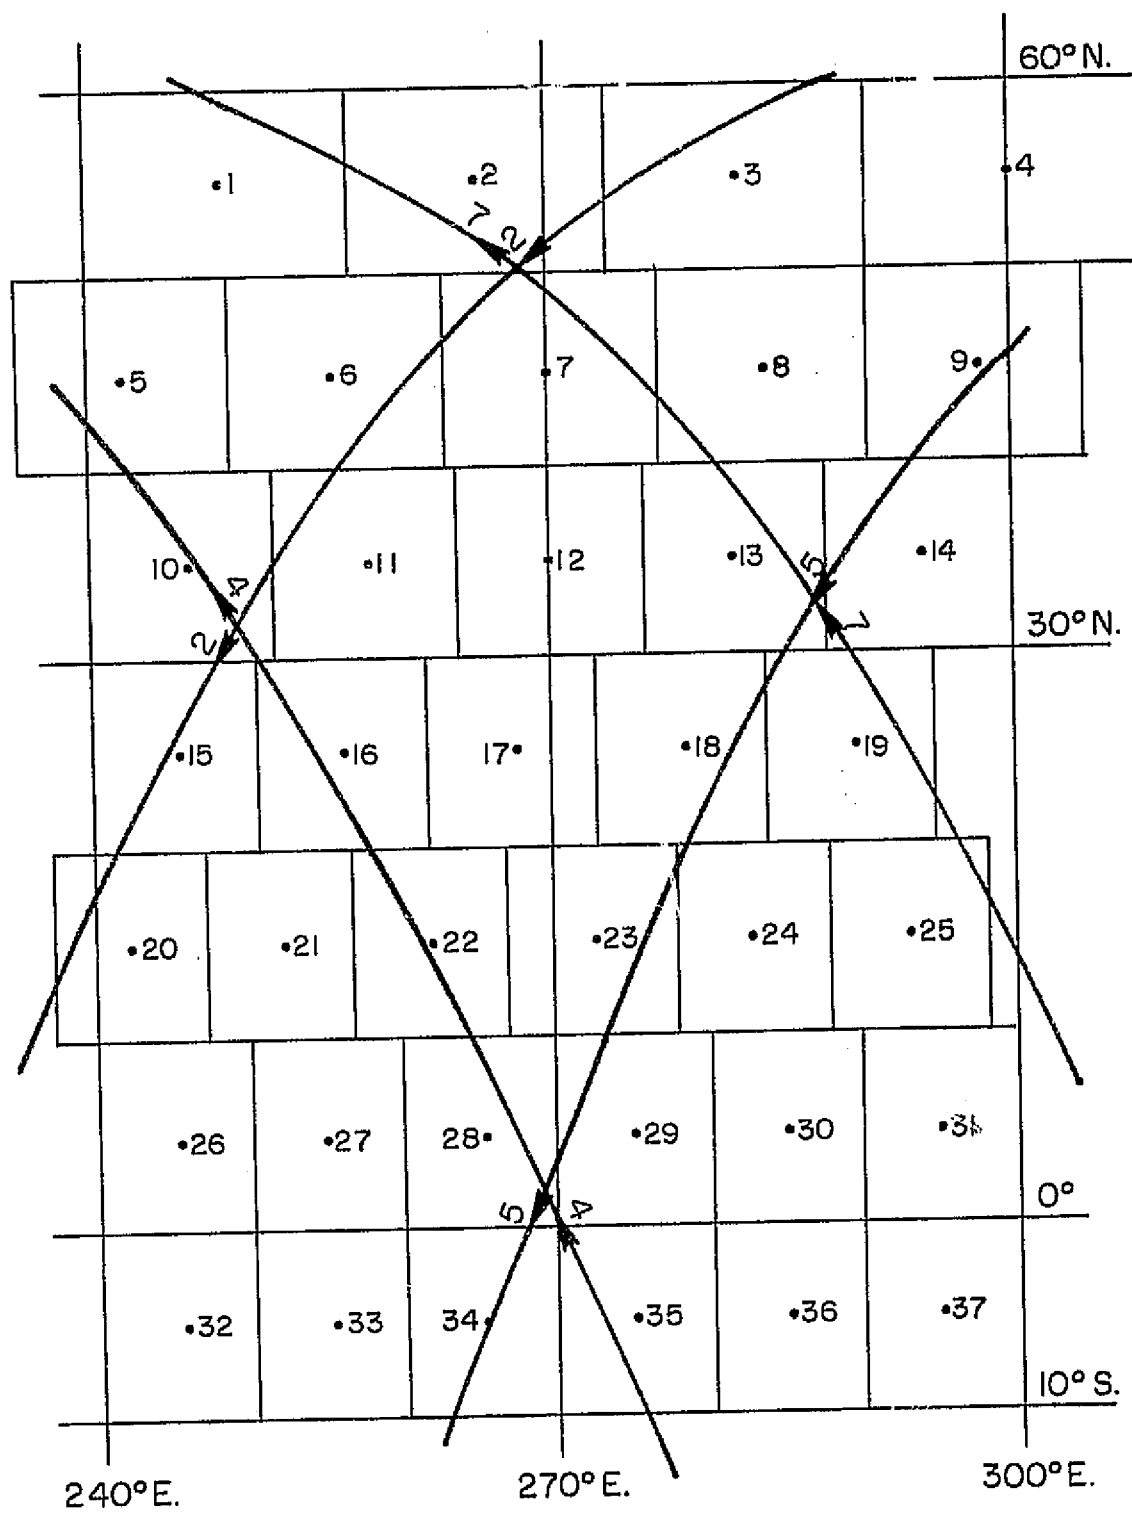 60°N.
1 2 3 4
7 2
5 6 7 8 9
10 11 12 13 14
4 5
2 7
30°N.
15 16 17 18 19
20 21 22 23 24 25
26 27 28 29 30 31
0°
5 4
32 33 34 35 36 37
10°S.
240°E. 270°E. 300°E.